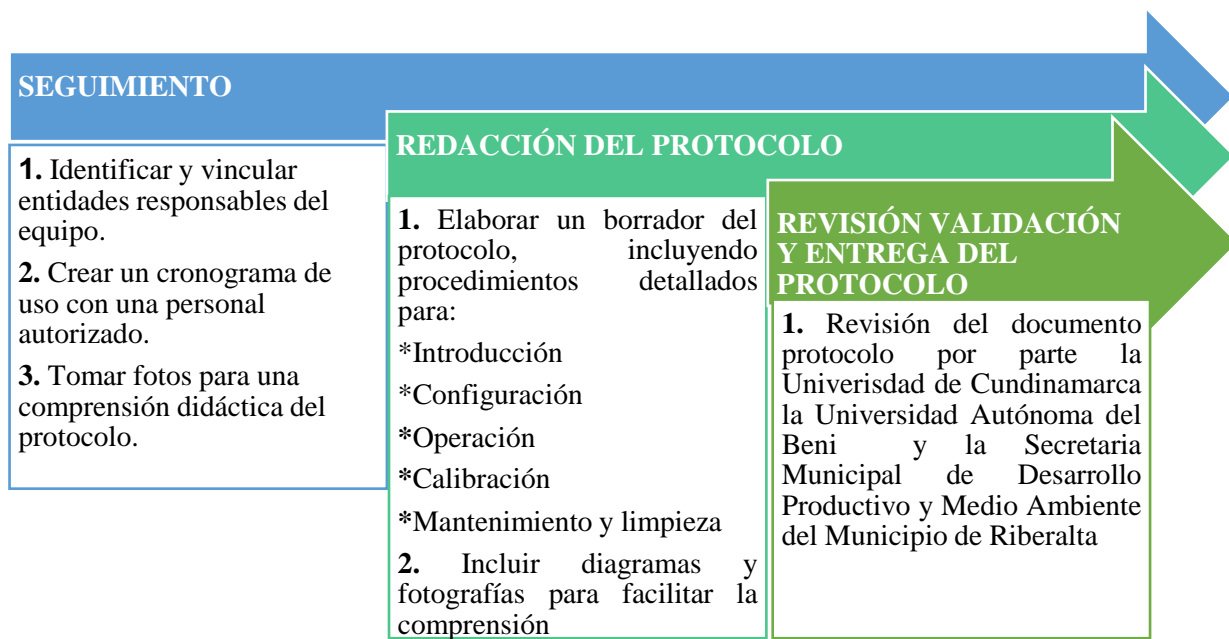 SEGUIMIENTO
1. Identificar y vincular
entidades responsables del
equipo.
2. Crear un cronograma de
uso con una personal
autorizado.
3. Tomar fotos para una
comprensión didáctica del
protocolo.
REDACCIÓN DEL PROTOCOLO
1. Elaborar un borrador del
protocolo, incluyendo
procedimientos detallados
para:
*Introducción
*Configuración
*Operación
*Calibración
*Mantenimiento y limpieza
2. Incluir diagramas y
fotografías para facilitar la
comprensión
REVISIÓN VALIDACIÓN
Y ENTREGA DEL
PROTOCOLO
1. Revisión del documento
protocolo por parte la
Univerisdad de Cundinamarca
la Universidad Autónoma del
Beni y la Secretaria
Municipal de Desarrollo
Productivo y Medio Ambiente
del Municipio de Riberalta